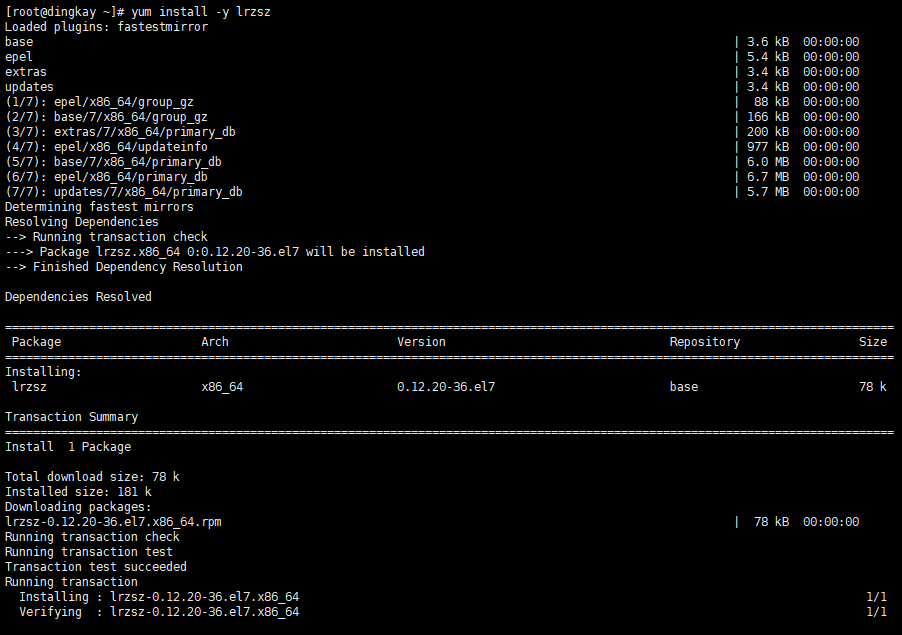 [root@dingkay ~]# yum install -y lrzsz
Loaded plugins: fastestmirror
base | 3.6 kB 00:00:00
epel | 5.4 kB 00:00:00
extras | 3.4 kB 00:00:00
updates | 3.4 kB 00:00:00
(1/7): epel/x86_64/group_gz | 88 kB 00:00:00
(2/7): base/7/x86_64/group_gz | 166 kB 00:00:00
(3/7): extras/7/x86_64/primary_db | 200 kB 00:00:00
(4/7): epel/x86_64/updateinfo | 977 kB 00:00:00
(5/7): base/7/x86_64/primary_db | 6.0 MB 00:00:00
(6/7): epel/x86_64/primary_db | 6.7 MB 00:00:00
(7/7): updates/7/x86_64/primary_db | 5.7 MB 00:00:00
Determining fastest mirrors
Resolving Dependencies
--> Running transaction check
---> Package lrzsz.x86_64 0:0.12.20-36.el7 will be installed
--> Finished Dependency Resolution
Dependencies Resolved
Package Arch Version Repository Size
Installing:
lrzsz x86_64 0.12.20-36.el7 base 78 k
Transaction Summary
Install 1 Package
Total download size: 78 k
Installed size: 181 k
Downloading packages:
lrzsz-0.12.20-36.el7.x86_64.rpm | 78 kB 00:00:00
Running transaction check
Running transaction test
Transaction test succeeded
Running transaction
Installing : lrzsz-0.12.20-36.el7.x86_64 1/1
Verifying : lrzsz-0.12.20-36.el7.x86_64 1/1